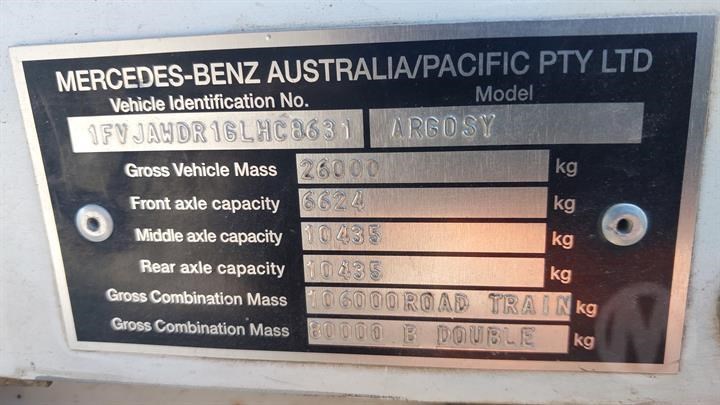 MERCEDES-BENZ AUSTRALIA/PACIFIC PTY LTD
Vehicle Identification No. Model
1FVJAWDR16LHC8631 ARGOSY
Gross Vehicle Mass 26000 kg
Front axle capacity 6624 kg
Middle axle capacity 10435 kg
Rear axle capacity 10435 kg
Gross Combination Mass 106000ROAD TRAIN kg
Gross Combination Mass 80000 B DOUBLE kg